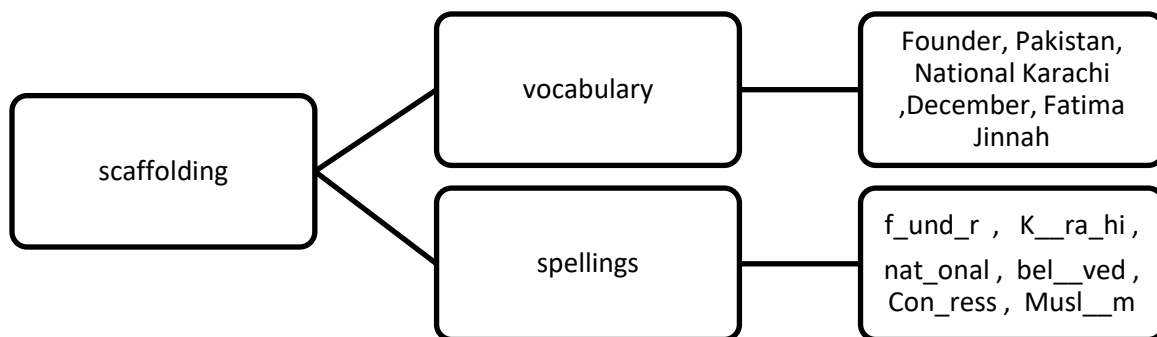 scaffolding
vocabulary
Founder, Pakistan,
National Karachi
,December, Fatima
Jinnah
spellings
f_und_r , K__ra_hi ,
nat_onal , bel__ved ,
Con_ress , Musl__m